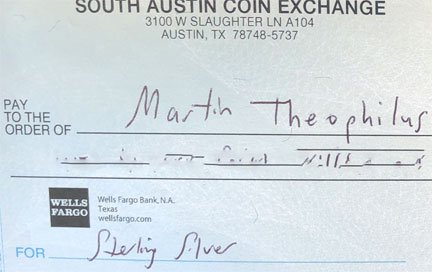 SOUTH AUSTIN COIN EXCHANGE
3100 W SLAUGHTER LN A104
AUSTIN, TX 78748-5737
PAY
TO THE
ORDER OF
Martin Theophilus
WELLS
FARGO
Wells Fargo Bank, N.A.
Texas
wellsfargo.com
FOR
Sterling Silver